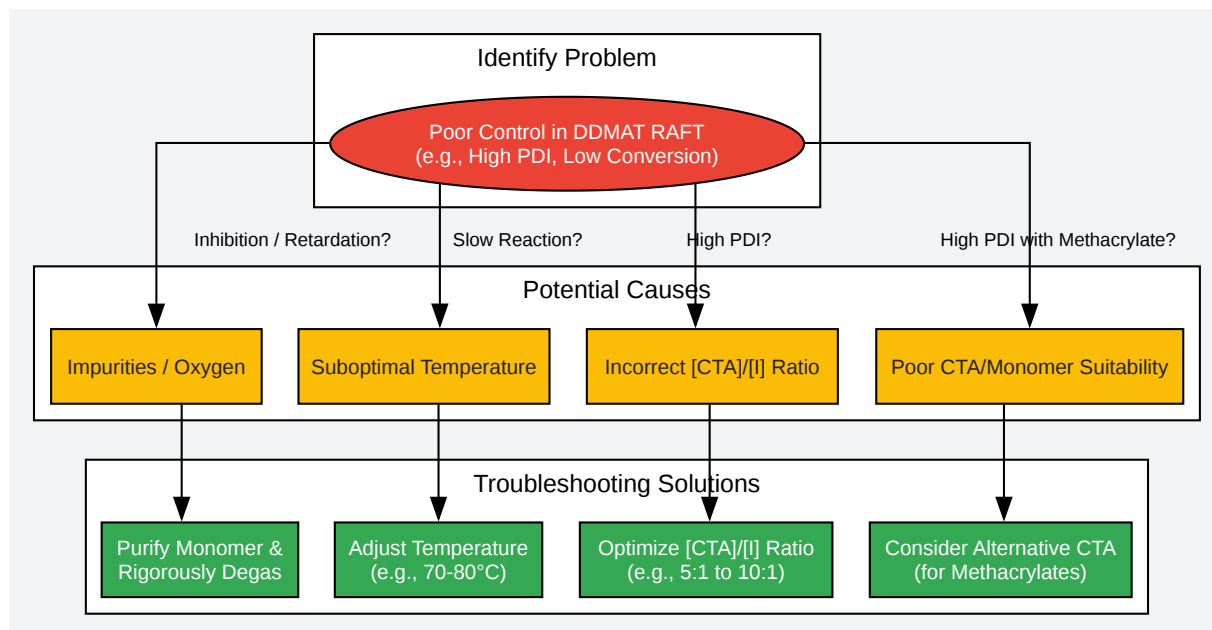 Identify Problem
Poor Control in DDMAT RAFT
(e.g., High PDI, Low Conversion)
Inhibition / Retardation?
Slow Reaction?
High PDI?
High PDI with Methacrylate?
Potential Causes
Impurities / Oxygen
Suboptimal Temperature
Incorrect [CTA]/[I] Ratio
Poor CTA/Monomer Suitability
Troubleshooting Solutions
Purify Monomer &
Rigorously Degas
Adjust Temperature
(e.g., 70-80°C)
Optimize [CTA]/[I] Ratio
(e.g., 5:1 to 10:1)
Consider Alternative CTA
(for Methacrylates)